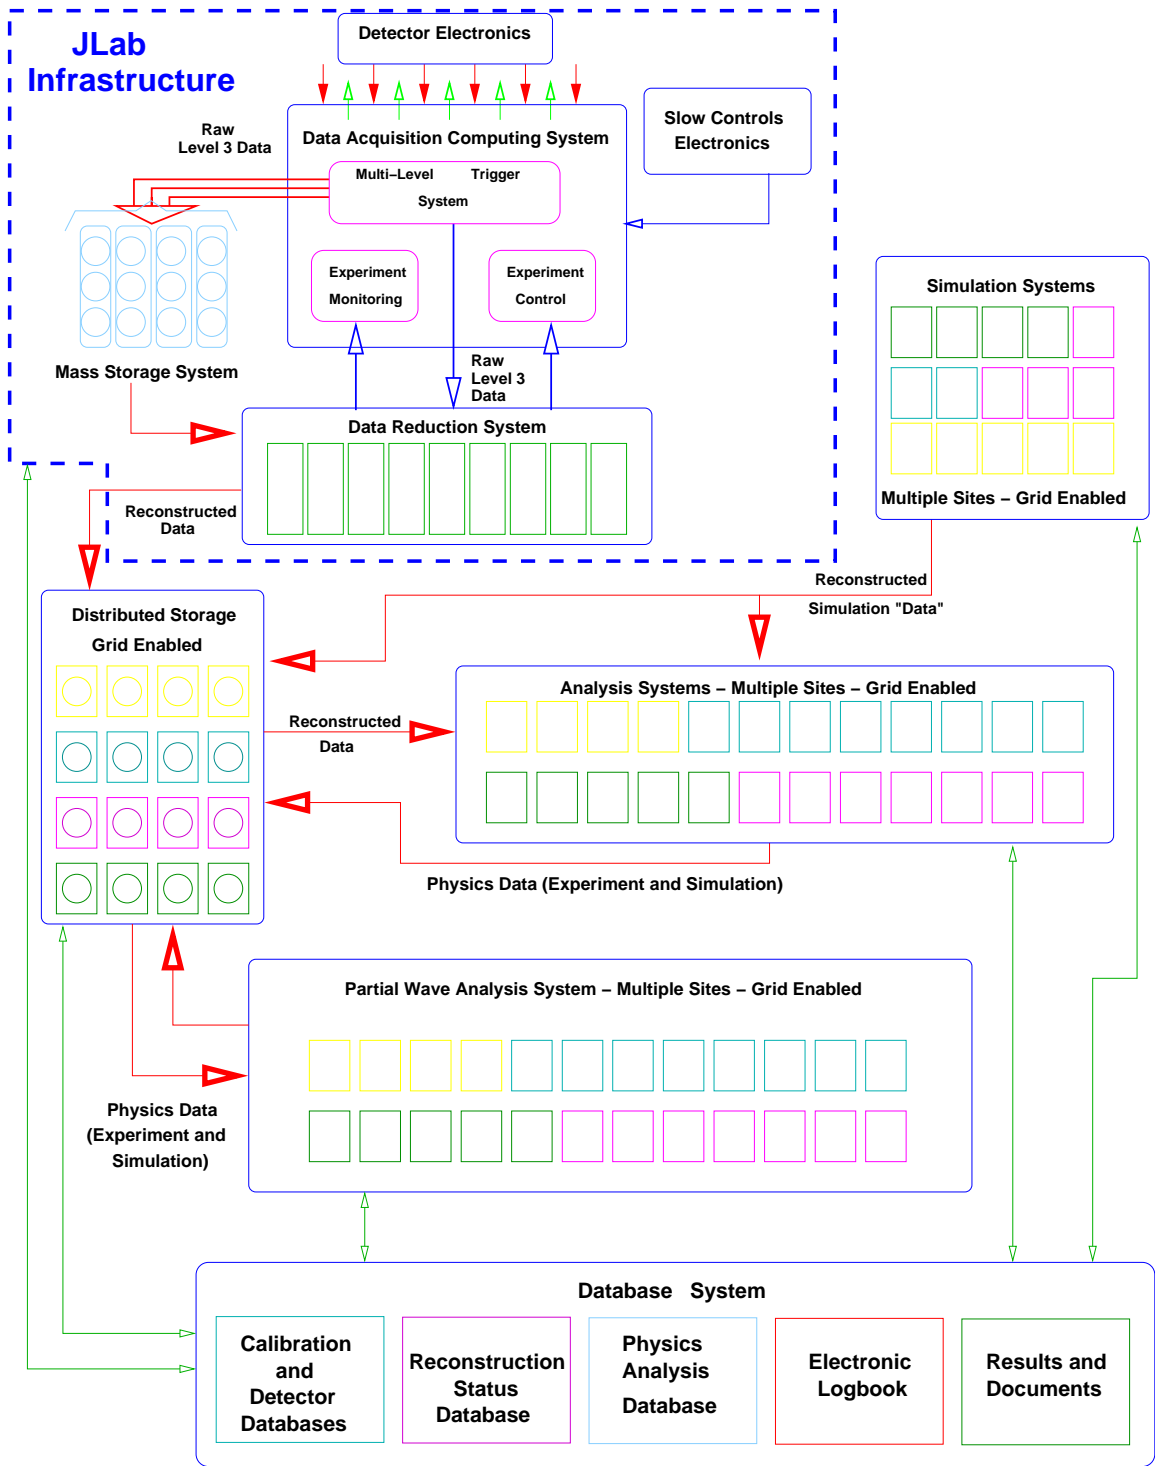 JLab
Infrastructure
Detector Electronics
Raw
Level 3 Data
Data Acquisition Computing System
Multi–Level Trigger
System
Experiment
Monitoring
Experiment
Control
Slow Controls
Electronics
Mass Storage System
Raw
Level 3
Data
Data Reduction System
Simulation Systems
Multiple Sites – Grid Enabled
Reconstructed
Data
Reconstructed
Simulation "Data"
Distributed Storage
Grid Enabled
Reconstructed
Data
Analysis Systems – Multiple Sites – Grid Enabled
Physics Data (Experiment and Simulation)
Partial Wave Analysis System – Multiple Sites – Grid Enabled
Physics Data
(Experiment and
Simulation)
Database System
Calibration
and
Detector
Databases
Reconstruction
Status
Database
Physics
Analysis
Database
Electronic
Logbook
Results and
Documents